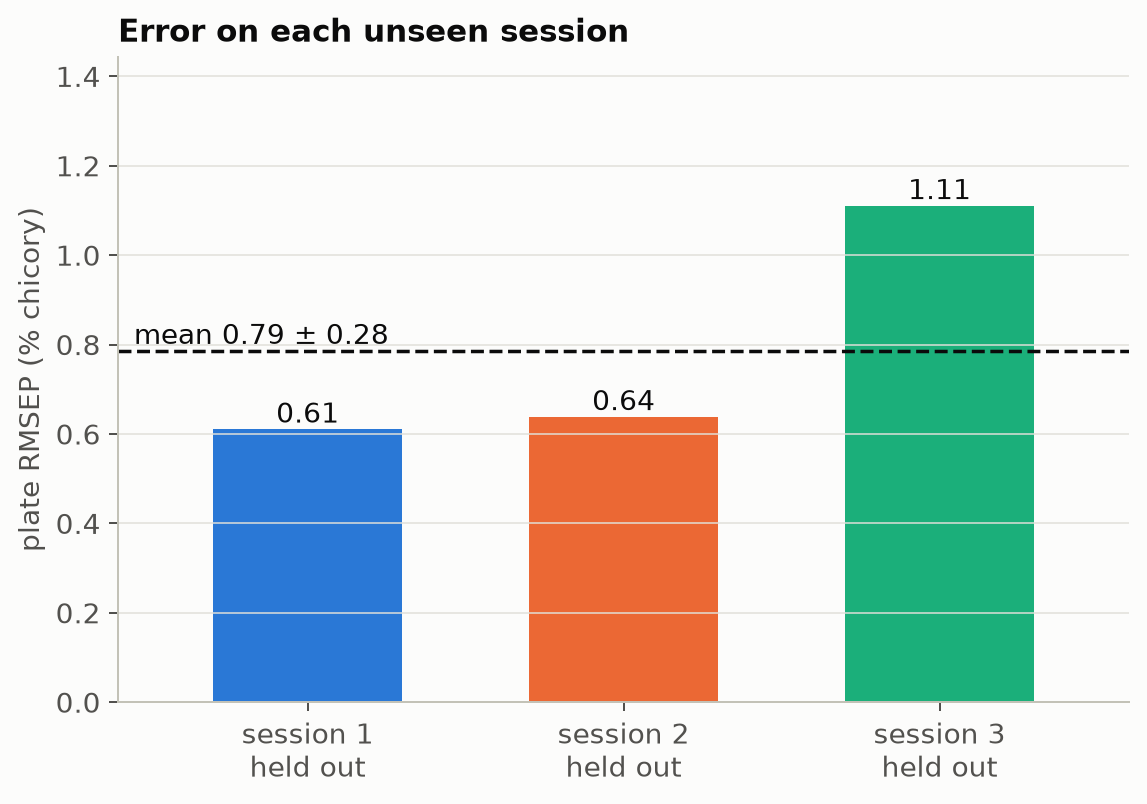 Error on each unseen session
plate RMSEP (% chicory)
1.4
1.2
1.0
0.8
0.6
0.4
0.2
0.0
mean 0.79 ± 0.28
0.61
0.64
1.11
session 1
held out
session 2
held out
session 3
held out